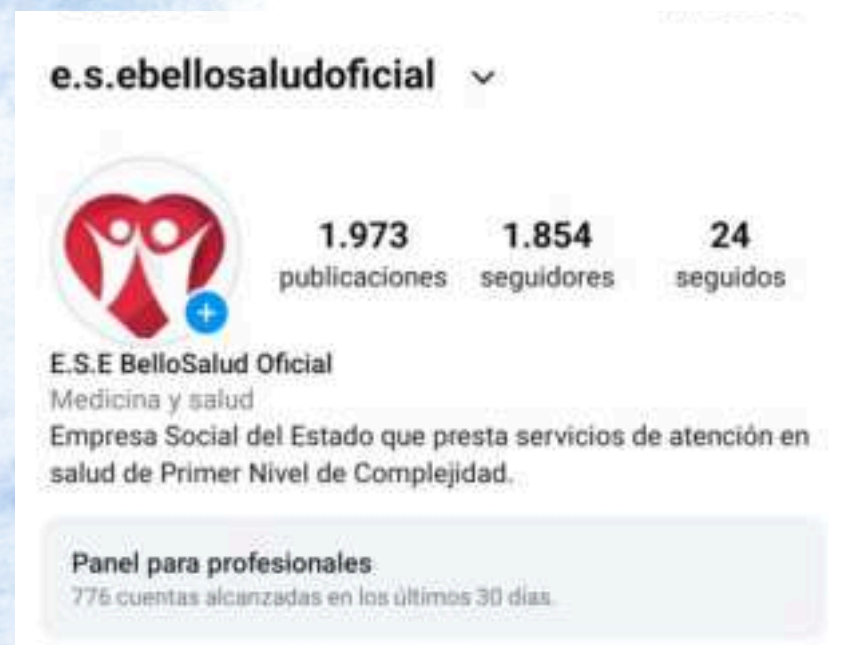 e.s.ebellosaludoficial
1.973 1.854 24
publicaciones seguidores seguidos
E.S.E BelloSalud Oficial
Medicina y salud
Empresa Social del Estado que presta servicios de atención en
salud de Primer Nivel de Complejidad.
Panel para profesionales
776 cuentas alcanzadas en los últimos 30 días.